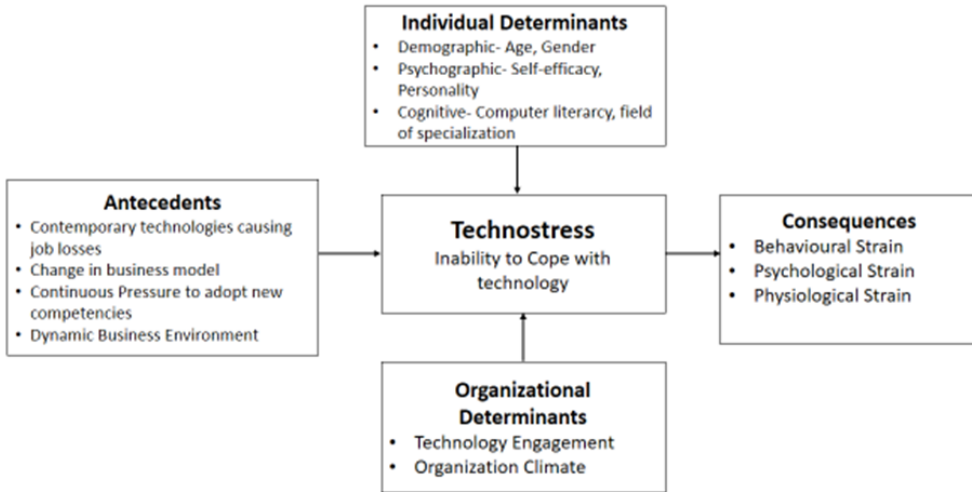 Individual Determinants
• Demographic- Age, Gender
• Psychographic- Self-efficacy,
Personality
• Cognitive- Computer literarcy, field
of specialization
Antecedents
• Contemporary technologies causing
job losses
• Change in business model
• Continuous Pressure to adopt new
competencies
• Dynamic Business Environment
Technostress
Inability to Cope with
technology
Consequences
• Behavioural Strain
• Psychological Strain
• Physiological Strain
Organizational
Determinants
• Technology Engagement
• Organization Climate